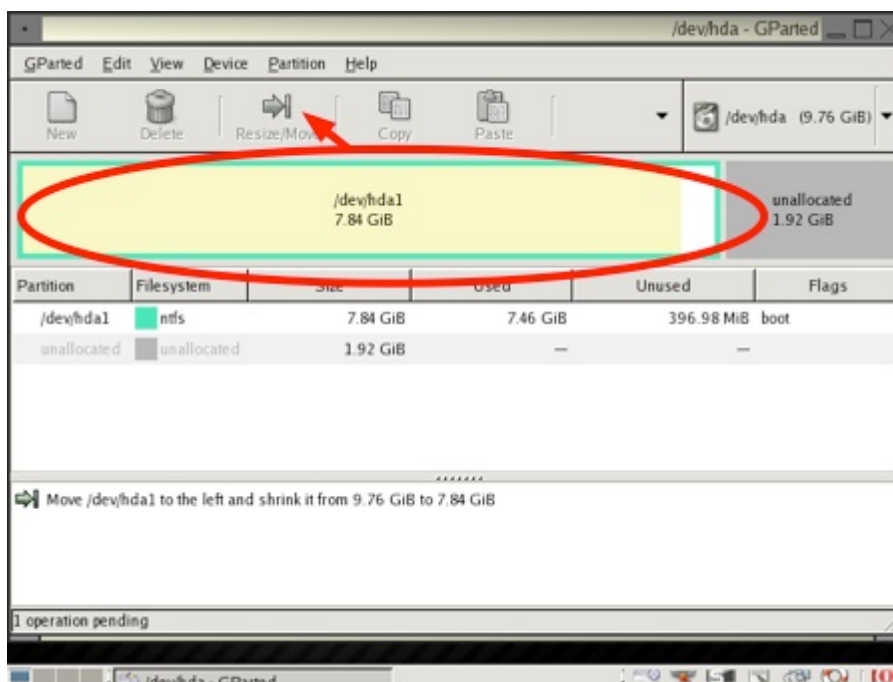 /dev/hda - GParted
GParted Edit View Device Partition Help
New Delete Resize/Move Copy Paste /dev/hda (9.76 GiB)
/dev/hda1
7.84 GiB
unallocated
1.92 GiB
Partition Filesystem Size Used Unused Flags
/dev/hda1 ntfs 7.84 GiB 7.46 GiB 396.98 MiB boot
unallocated unallocated 1.92 GiB — —
Move /dev/hda1 to the left and shrink it from 9.76 GiB to 7.84 GiB
1 operation pending
/dev/hda - GParted